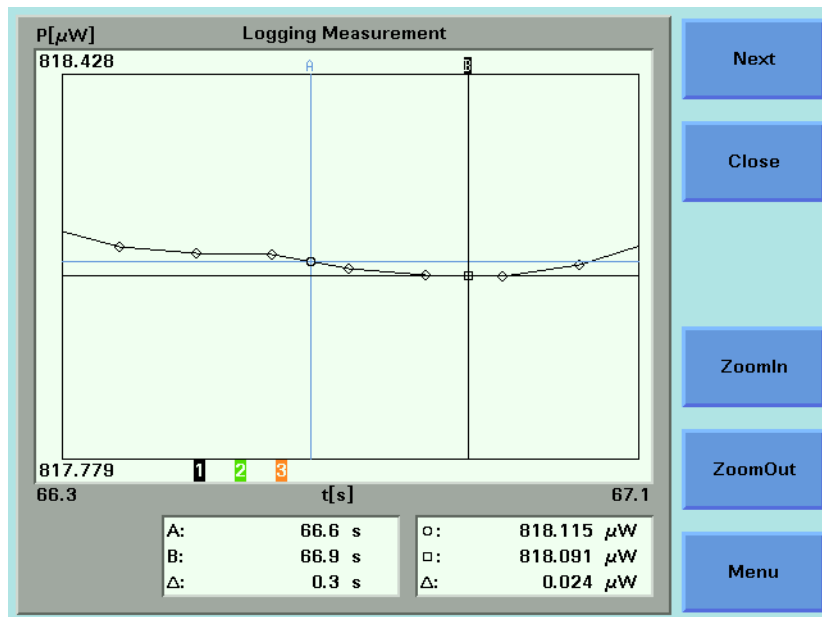 P[µW] Logging Measurement
818.428
A B
817.779 1 2 3
66.3 t[s] 67.1
A: 66.6 s
B: 66.9 s
Δ: 0.3 s
○: 818.115 µW
□: 818.091 µW
Δ: 0.024 µW
Next
Close
ZoomIn
ZoomOut
Menu